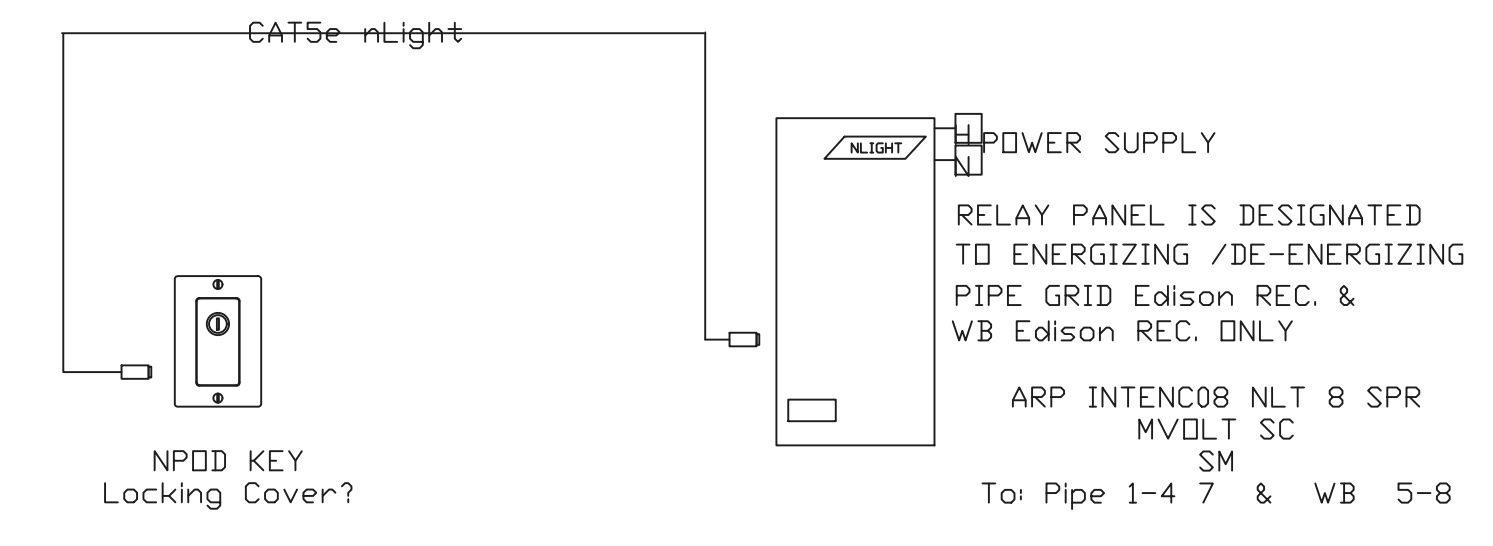 CAT5e nLight
L
NLIGHT
POWER SUPPLY
N
RELAY PANEL IS DESIGNATED
TO ENERGIZING /DE-ENERGIZING
PIPE GRID Edison REC. &
WB Edison REC. ONLY
ARP INTENC08 NLT 8 SPR
MVOLT SC
SM
NPOD KEY
Locking Cover?
To: Pipe 1-4 7 & WB 5-8